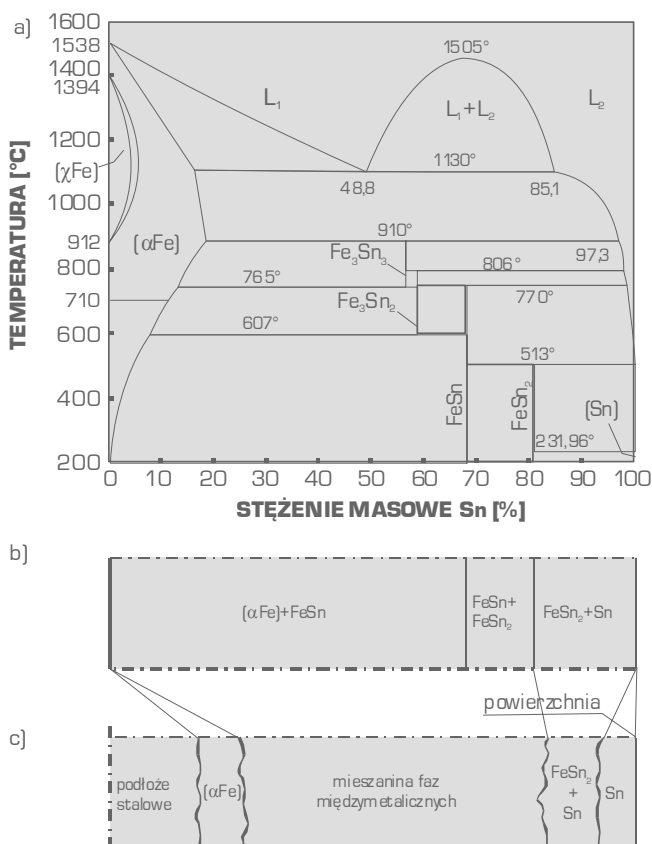 a)
1600
1538
1400
1394
1200
1000
912
800
710
600
400
200
TEMPERATURA [°C]
1505°
L₁
L₁+L₂
L₂
1130°
48,8
85,1
(χFe)
(αFe)
910°
Fe₃Sn₃
97,3
806°
765°
770°
Fe₃Sn₂
607°
513°
FeSn
FeSn₂
(Sn)
231,96°
0 10 20 30 40 50 60 70 80 90 100
STĘŻENIE MASOWE Sn [%]
b)
(αFe)+FeSn
FeSn+
FeSn₂
FeSn₂+Sn
powierzchnia
c)
podłoże
stalowe
(αFe)
mieszanina faz
międzymetalicznych
FeSn₂
+
Sn
Sn